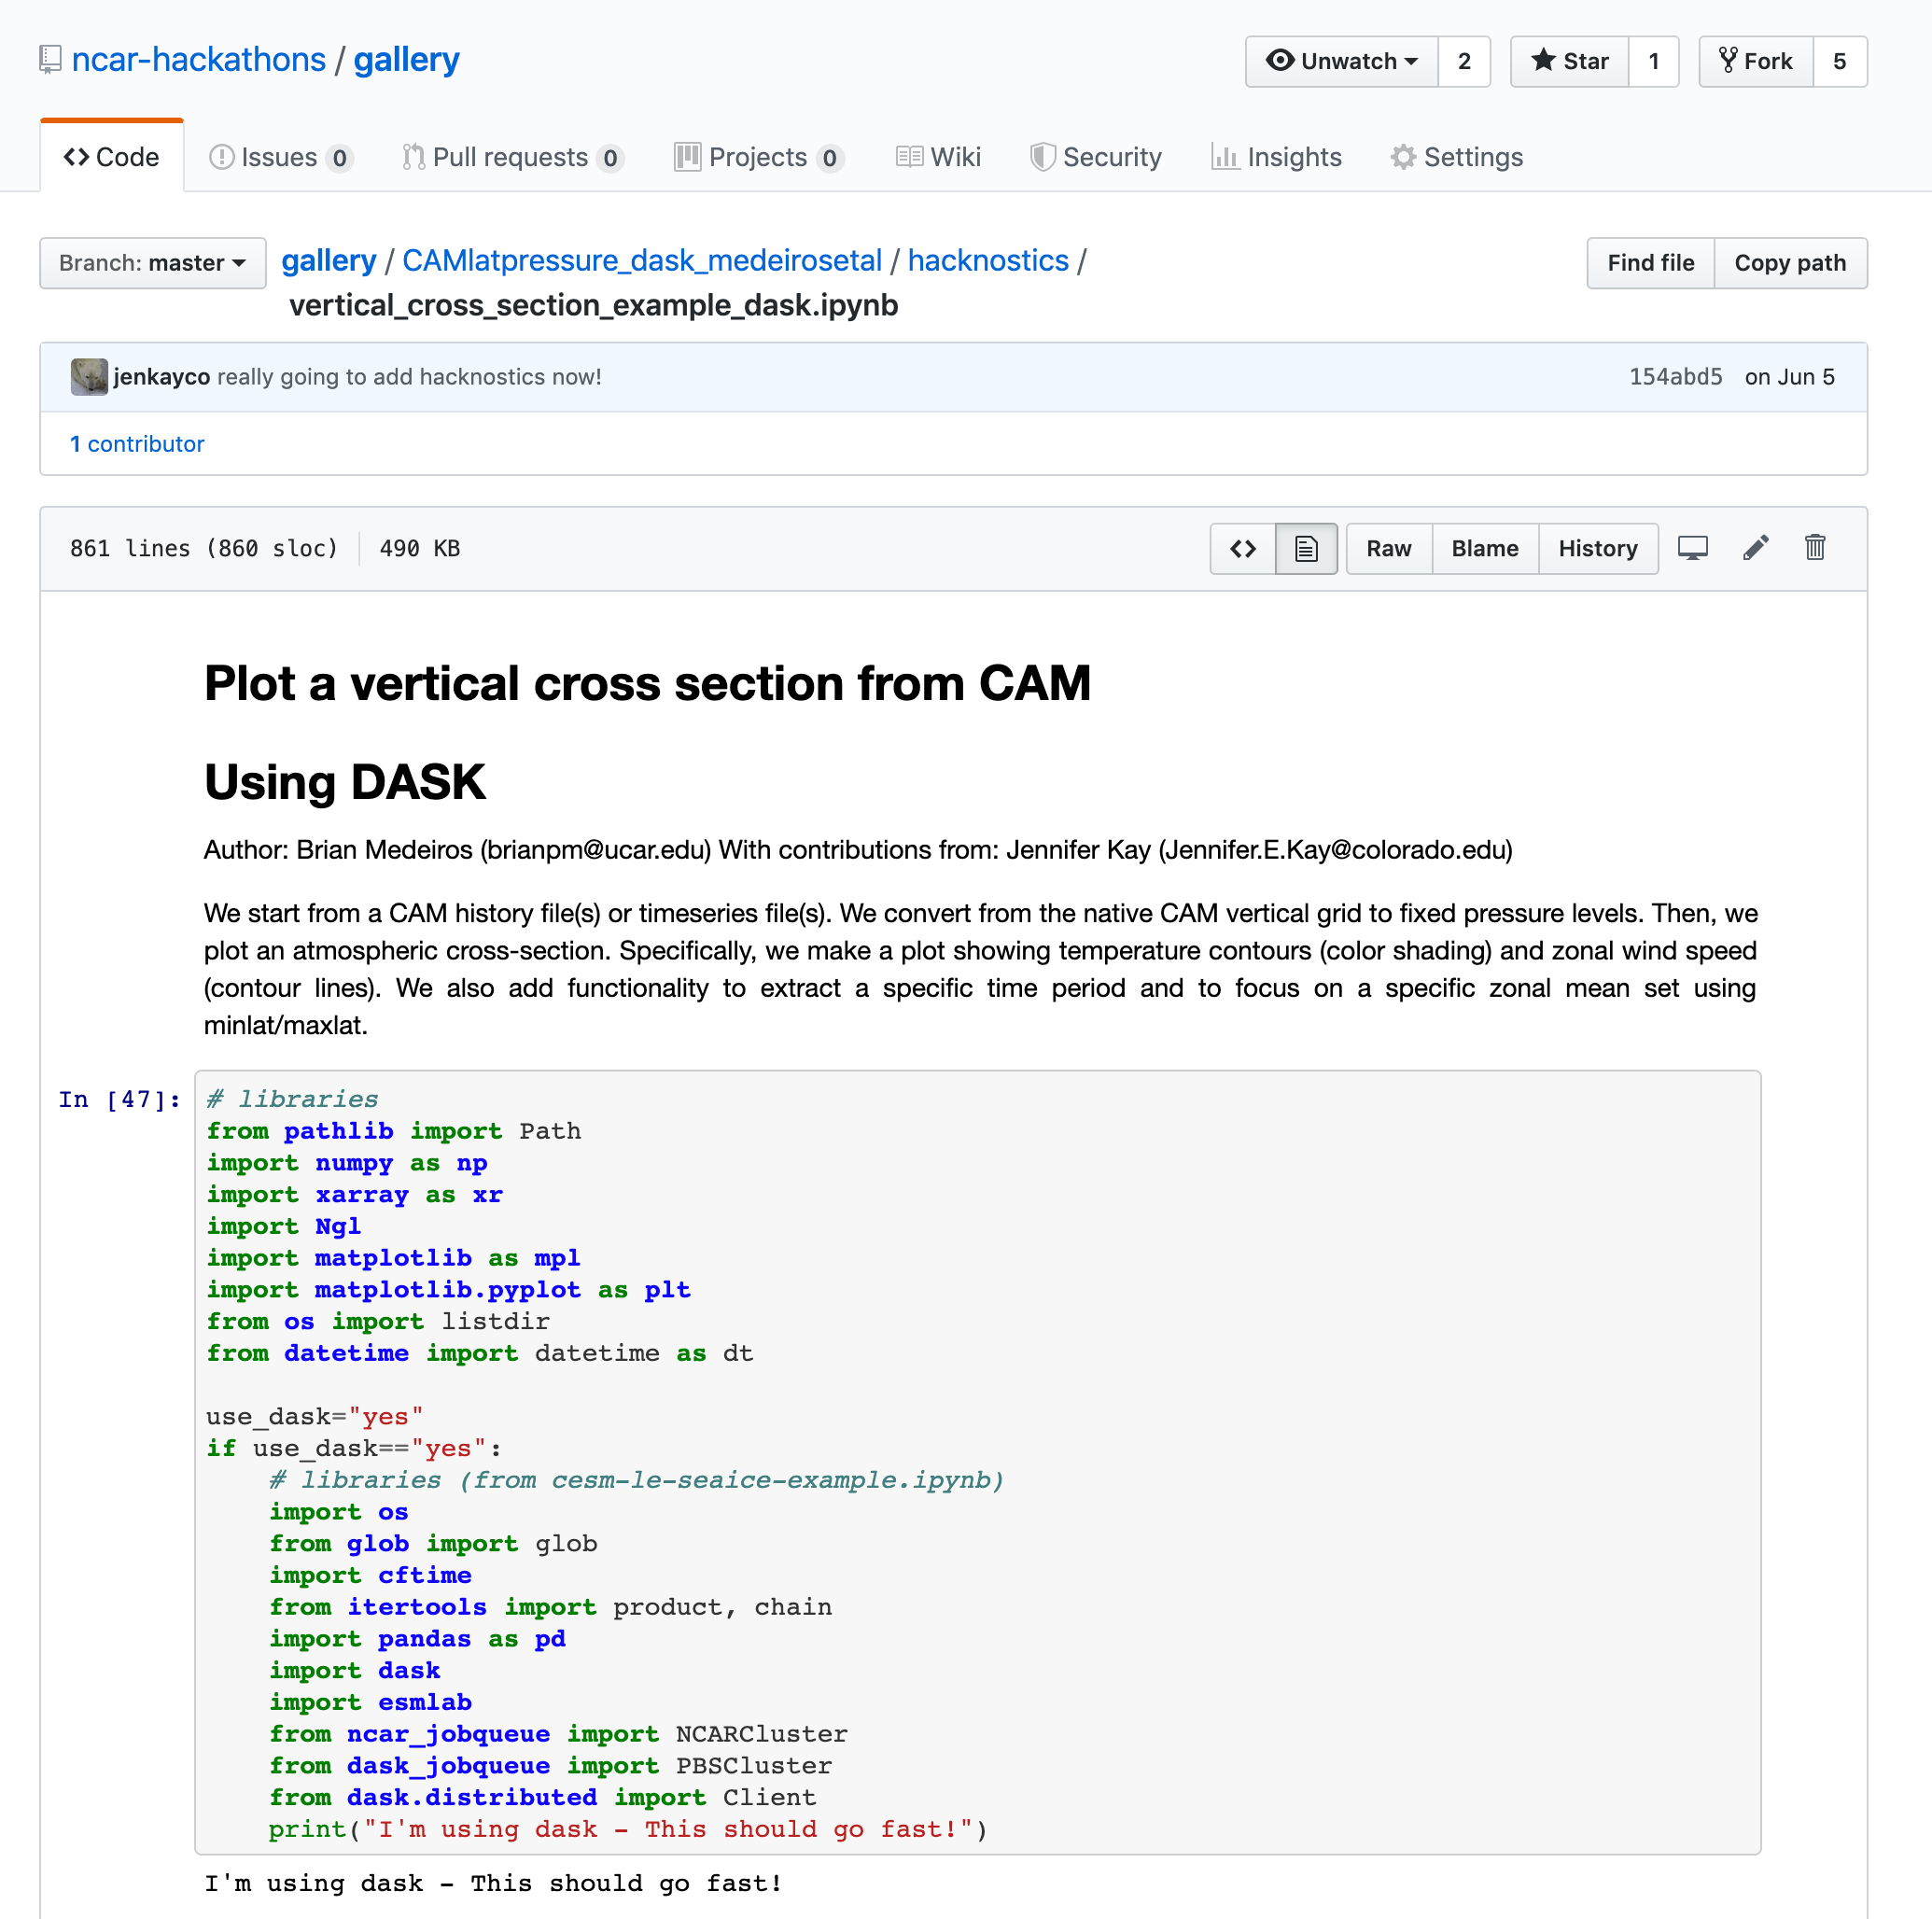 ncar-hackathons / gallery
Unwatch 2 Star 1 Fork 5
Code Issues 0 Pull requests 0 Projects 0 Wiki Security Insights Settings
Branch: master gallery / CAMlatpressure_dask_medeirosetal / hacknostics / Find file Copy path
vertical_cross_section_example_dask.ipynb
jenkayco really going to add hacknostics now! 154abd5 on Jun 5
1 contributor
861 lines (860 sloc) 490 KB <> Raw Blame History
Plot a vertical cross section from CAM
Using DASK
Author: Brian Medeiros (brianpm@ucar.edu) With contributions from: Jennifer Kay (Jennifer.E.Kay@colorado.edu)
We start from a CAM history file(s) or timeseries file(s). We convert from the native CAM vertical grid to fixed pressure levels. Then, we
plot an atmospheric cross-section. Specifically, we make a plot showing temperature contours (color shading) and zonal wind speed
(contour lines). We also add functionality to extract a specific time period and to focus on a specific zonal mean set using
minlat/maxlat.
In [47]: # libraries
from pathlib import Path
import numpy as np
import xarray as xr
import Ngl
import matplotlib as mpl
import matplotlib.pyplot as plt
from os import listdir
from datetime import datetime as dt
use_dask="yes"
if use_dask=="yes":
    # libraries (from cesm-le-seaice-example.ipynb)
    import os
    from glob import glob
    import cftime
    from itertools import product, chain
    import pandas as pd
    import dask
    import esmlab
    from ncar_jobqueue import NCARCluster
    from dask_jobqueue import PBSCluster
    from dask.distributed import Client
    print("I'm using dask - This should go fast!")
I'm using dask - This should go fast!